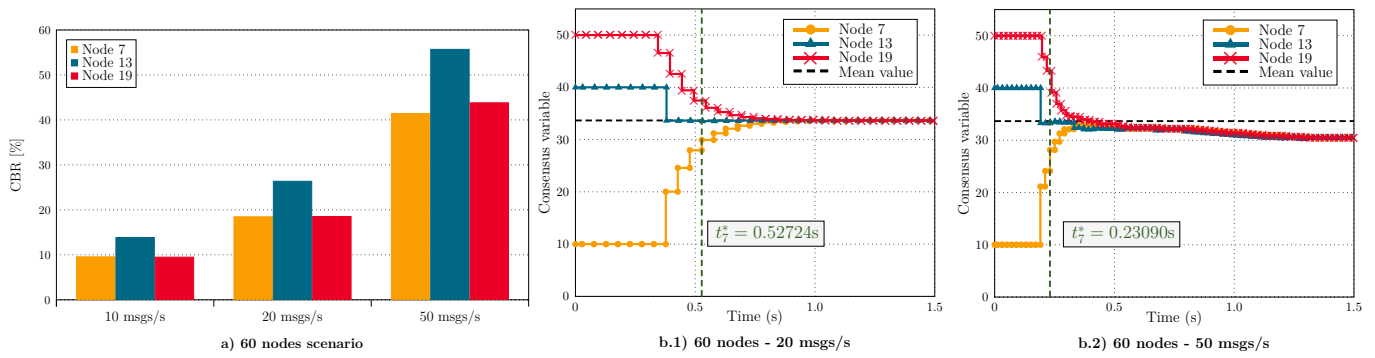 60
50
40
30
20
10
0
CBR [%]
Node 7
Node 13
Node 19
10 msgs/s
20 msgs/s
50 msgs/s
a) 60 nodes scenario
50
40
30
20
10
0
Consensus variable
Node 7
Node 13
Node 19
Mean value
t*7 = 0.52724s
0
0.5
1.0
1.5
Time (s)
b.1) 60 nodes - 20 msgs/s
50
40
30
20
10
0
Consensus variable
Node 7
Node 13
Node 19
Mean value
t*7 = 0.23090s
0
0.5
1.0
1.5
Time (s)
b.2) 60 nodes - 50 msgs/s